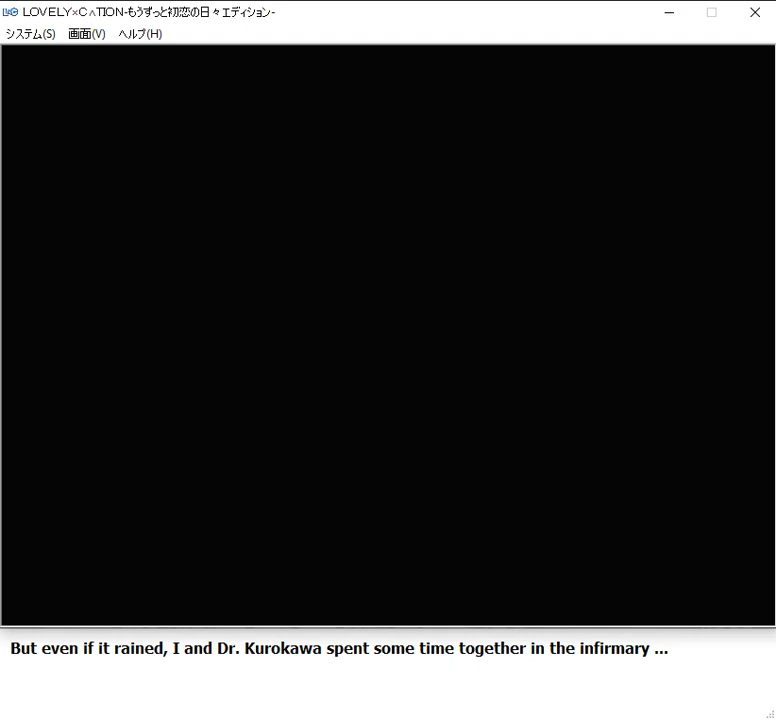 LOVELY×C∧TION-もうずっと初恋の日々エディション-
システム(S) 画面(V) ヘルプ(H)
But even if it rained, I and Dr. Kurokawa spent some time together in the infirmary ...